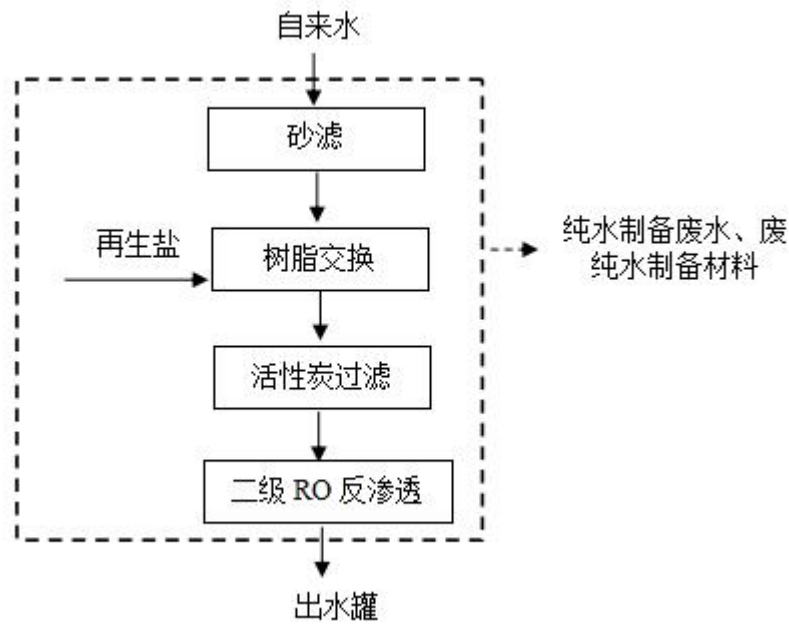 自来水
砂滤
再生盐
树脂交换
纯水制备废水、废
纯水制备材料
活性炭过滤
二级 RO 反渗透
出水罐